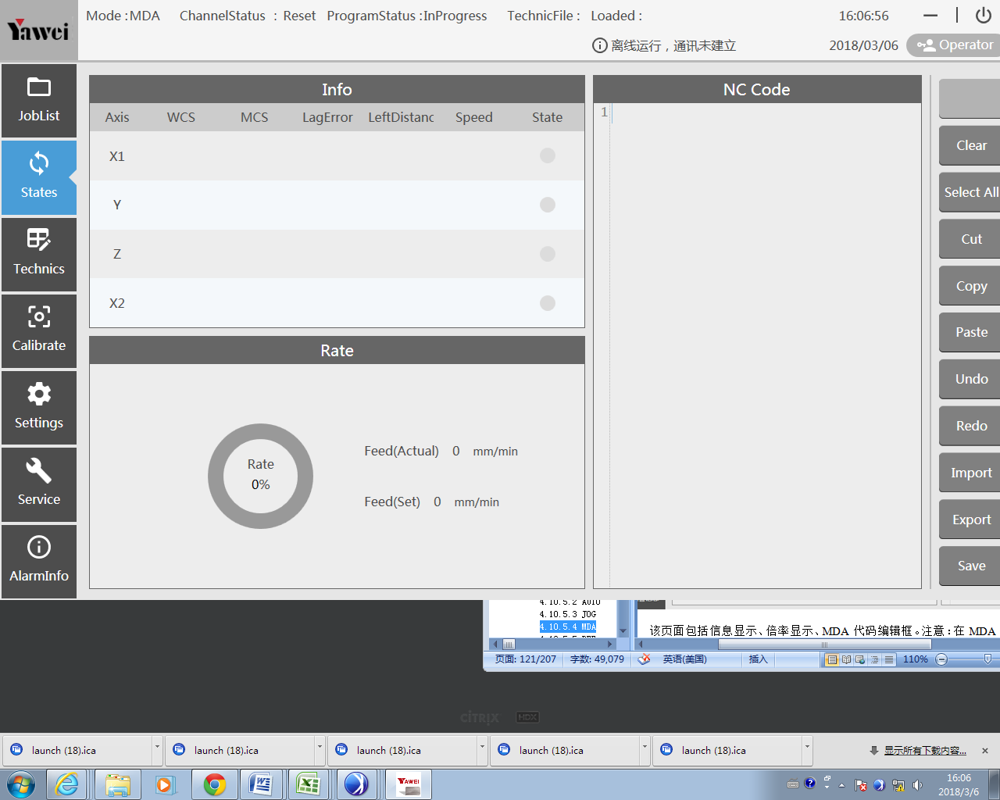 Yawei
Mode : MDA ChannelStatus : Reset ProgramStatus : InProgress TechnicFile : Loaded : 16:06:56
离线运行，通讯未建立 2018/03/06 Operator
JobList
States
Technics
Calibrate
Settings
Service
AlarmInfo
Info
Axis WCS MCS LagError LeftDistanc Speed State
X1
Y
Z
X2
Rate
Rate
0%
Feed(Actual) 0 mm/min
Feed(Set) 0 mm/min
NC Code
1
Clear
Select All
Cut
Copy
Paste
Undo
Redo
Import
Export
Save
4.10.5.2 AUTO
4.10.5.3 JOG
4.10.5.4 MDA
该页面包括信息显示、倍率显示、MDA 代码编辑框。注意：在 MDA
页面: 121/207 字数: 49,079 英语(美国) 插入 110%
CITRIX HDX
launch (18).ica launch (18).ica launch (18).ica launch (18).ica launch (18).ica 显示所有下载内容...
YAWEI
16:06
2018/3/6